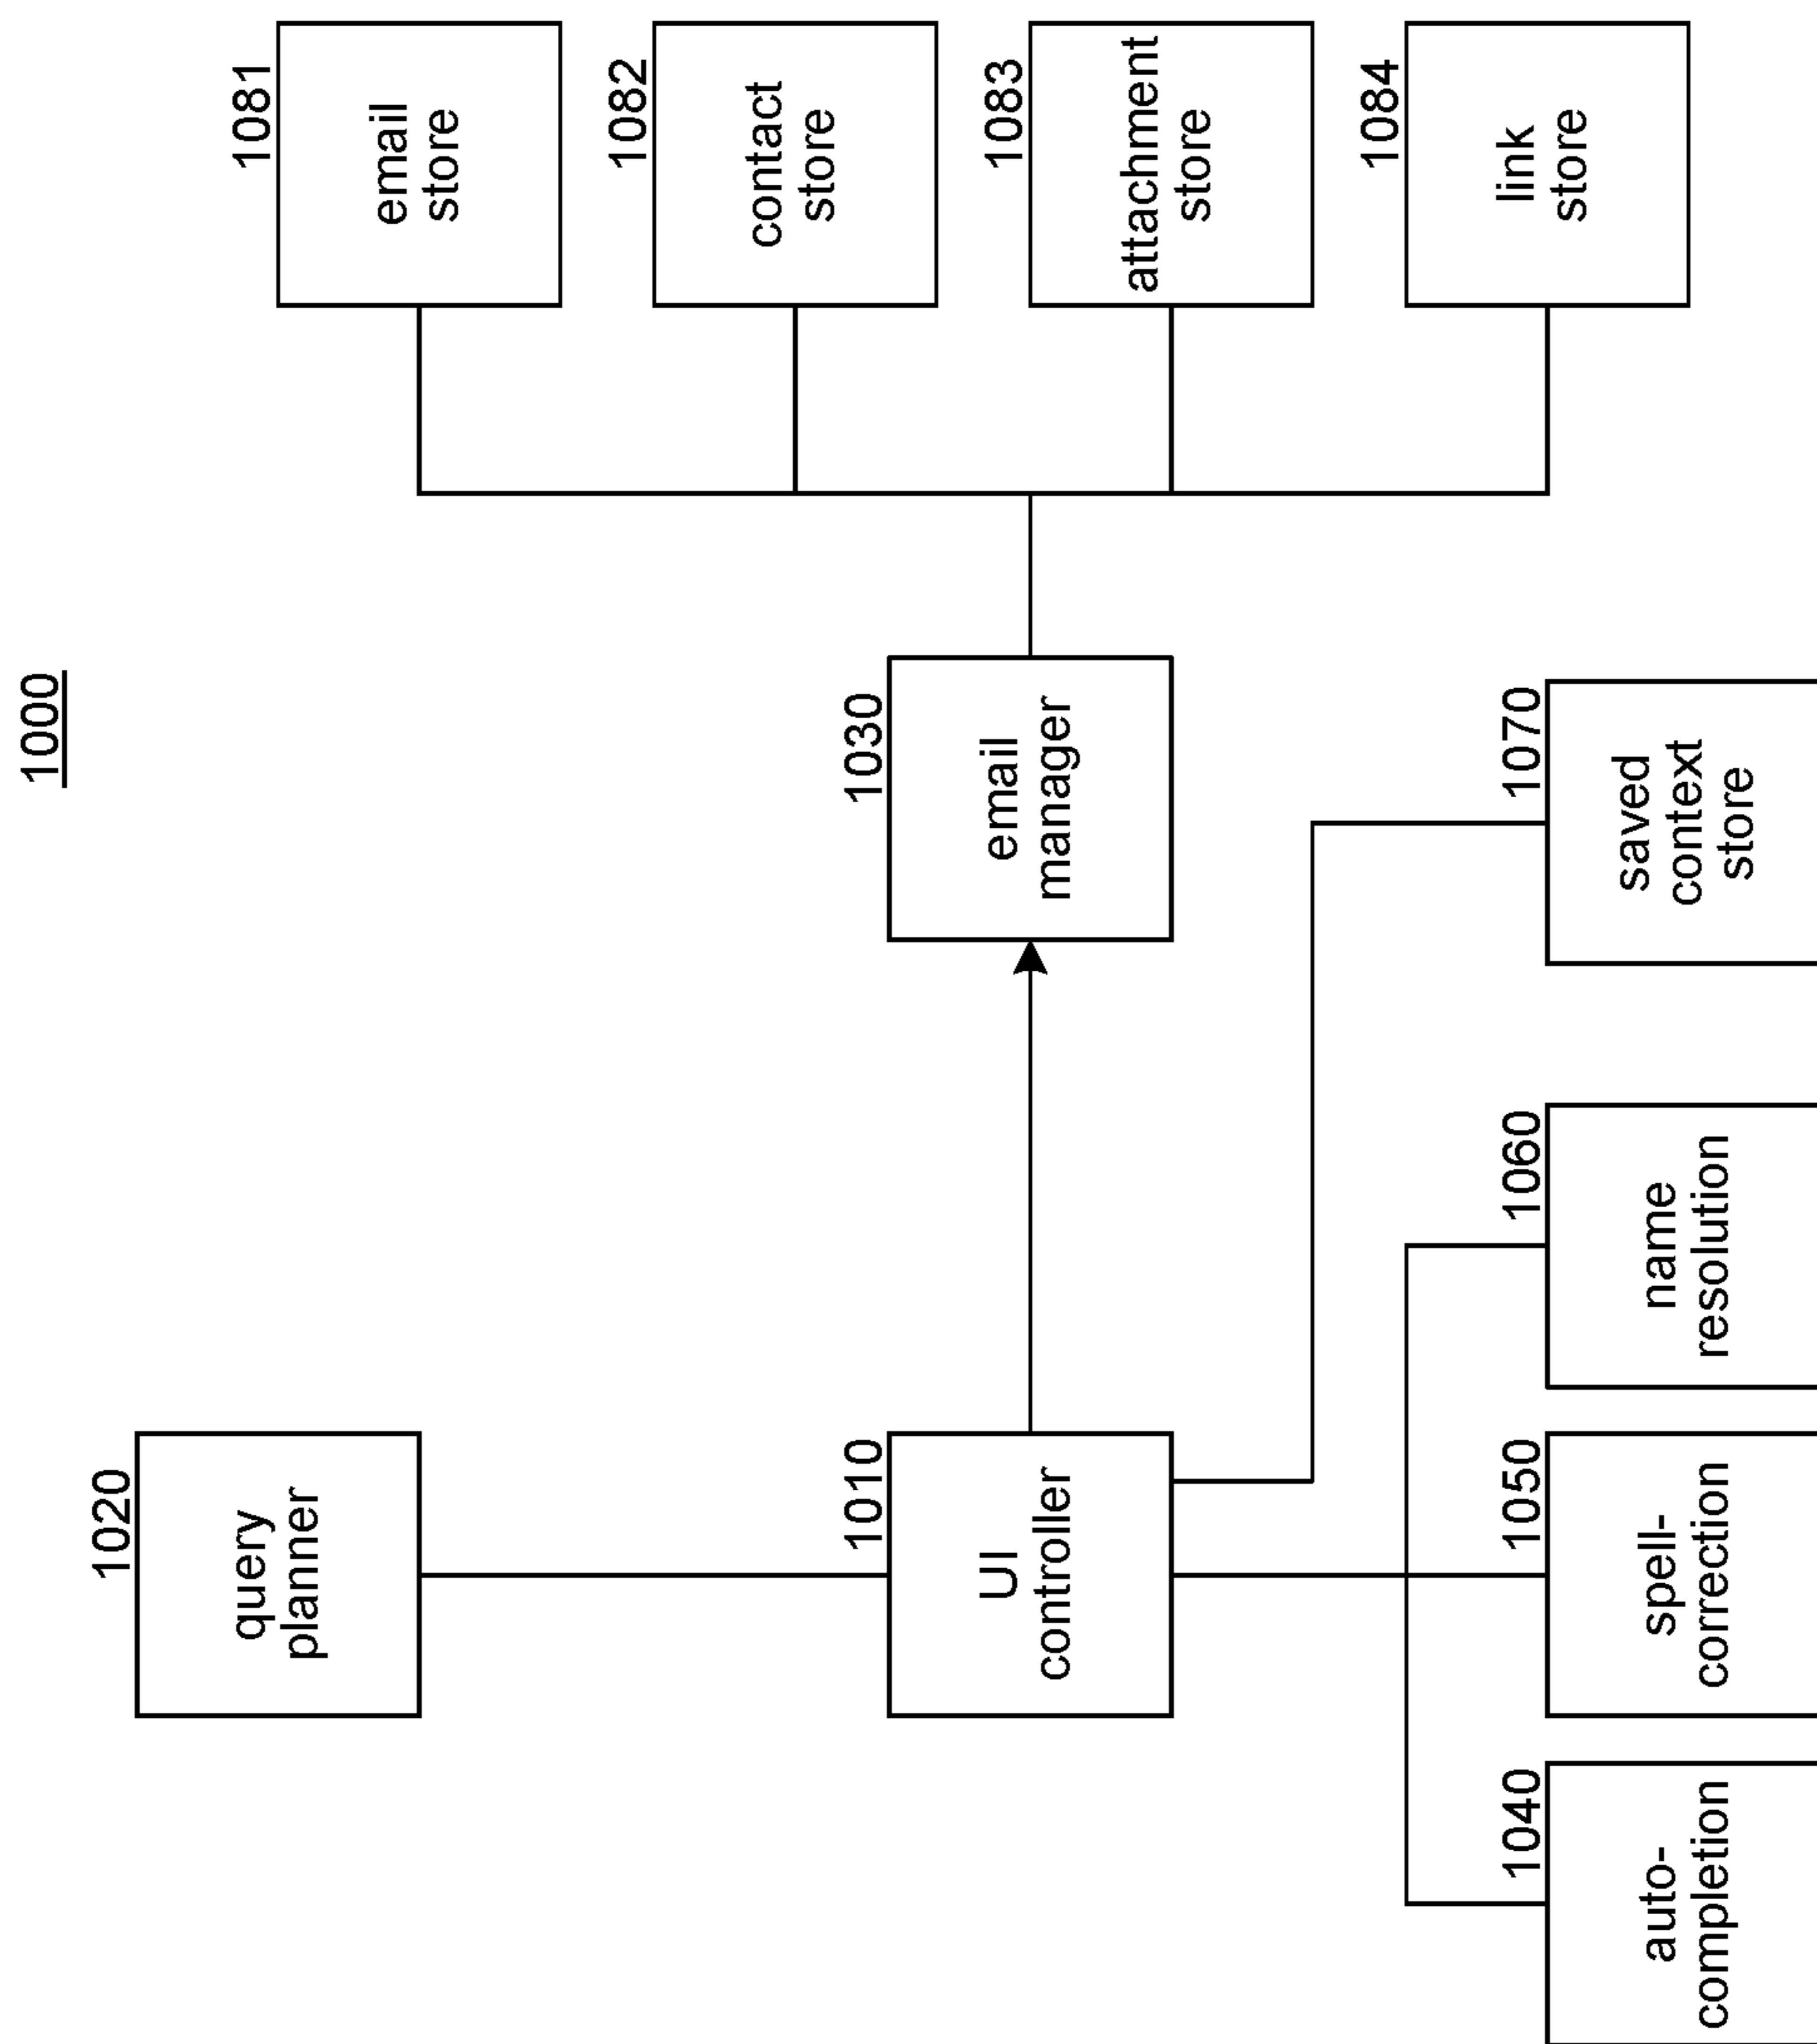 1000
1020
query
planner
1010
UI
controller
1030
email
manager
1081
email
store
1082
contact
store
1083
attachment
store
1084
link
store
1040
auto-
completion
1050
spell-
correction
1060
name
resolution
1070
saved
context
store